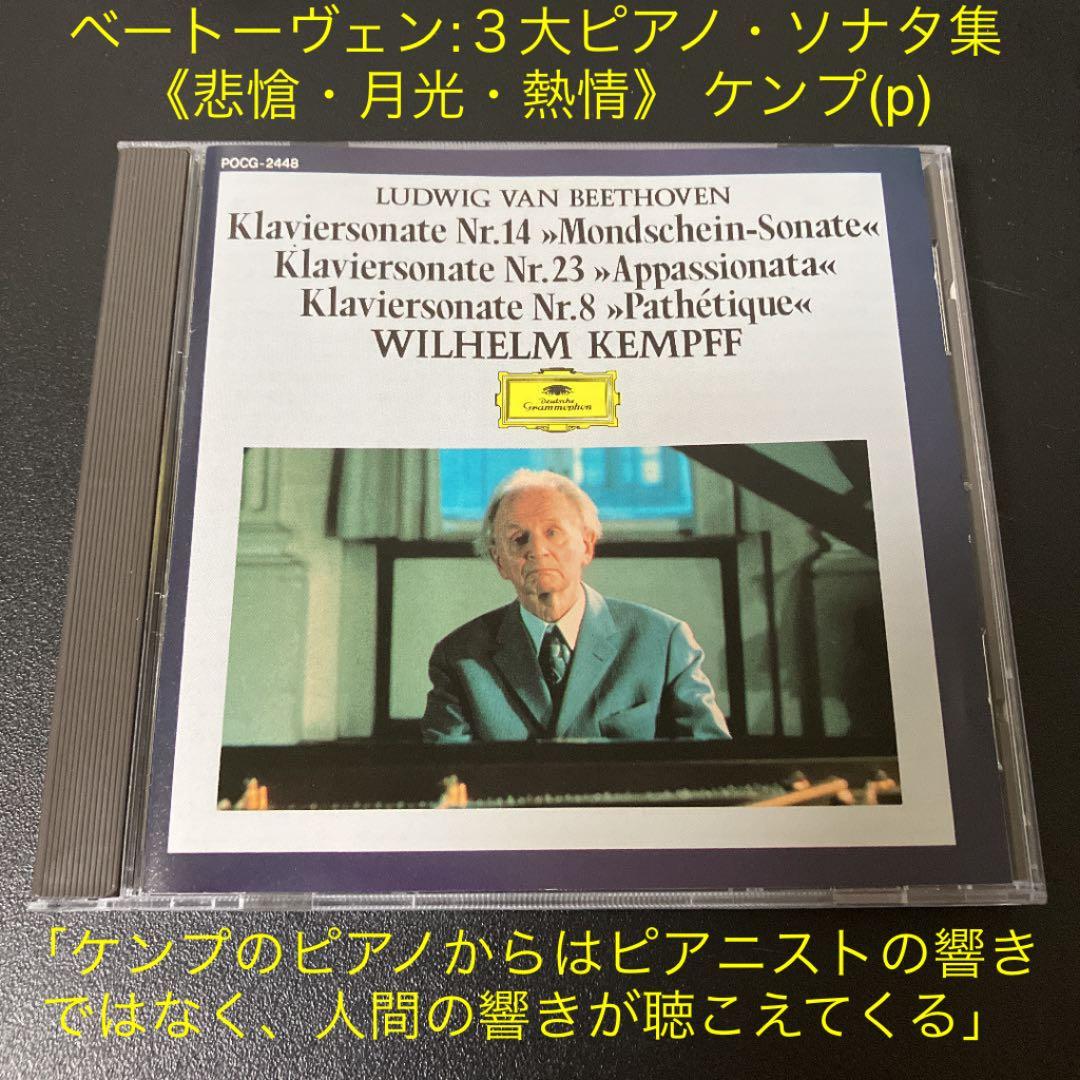 ベートーヴェン:３大ピアノ・ソナタ集
《悲愴・月光・熱情》 ケンプ(p)
POCG-2448
LUDWIG VAN BEETHOVEN
Klaviersonate Nr.14 »Mondschein-Sonate«
Klaviersonate Nr.23 »Appassionata«
Klaviersonate Nr.8 »Pathétique«
WILHELM KEMPFF
Deutsche
Grammophon
「ケンプのピアノからはピアニストの響き
ではなく、人間の響きが聴こえてくる」